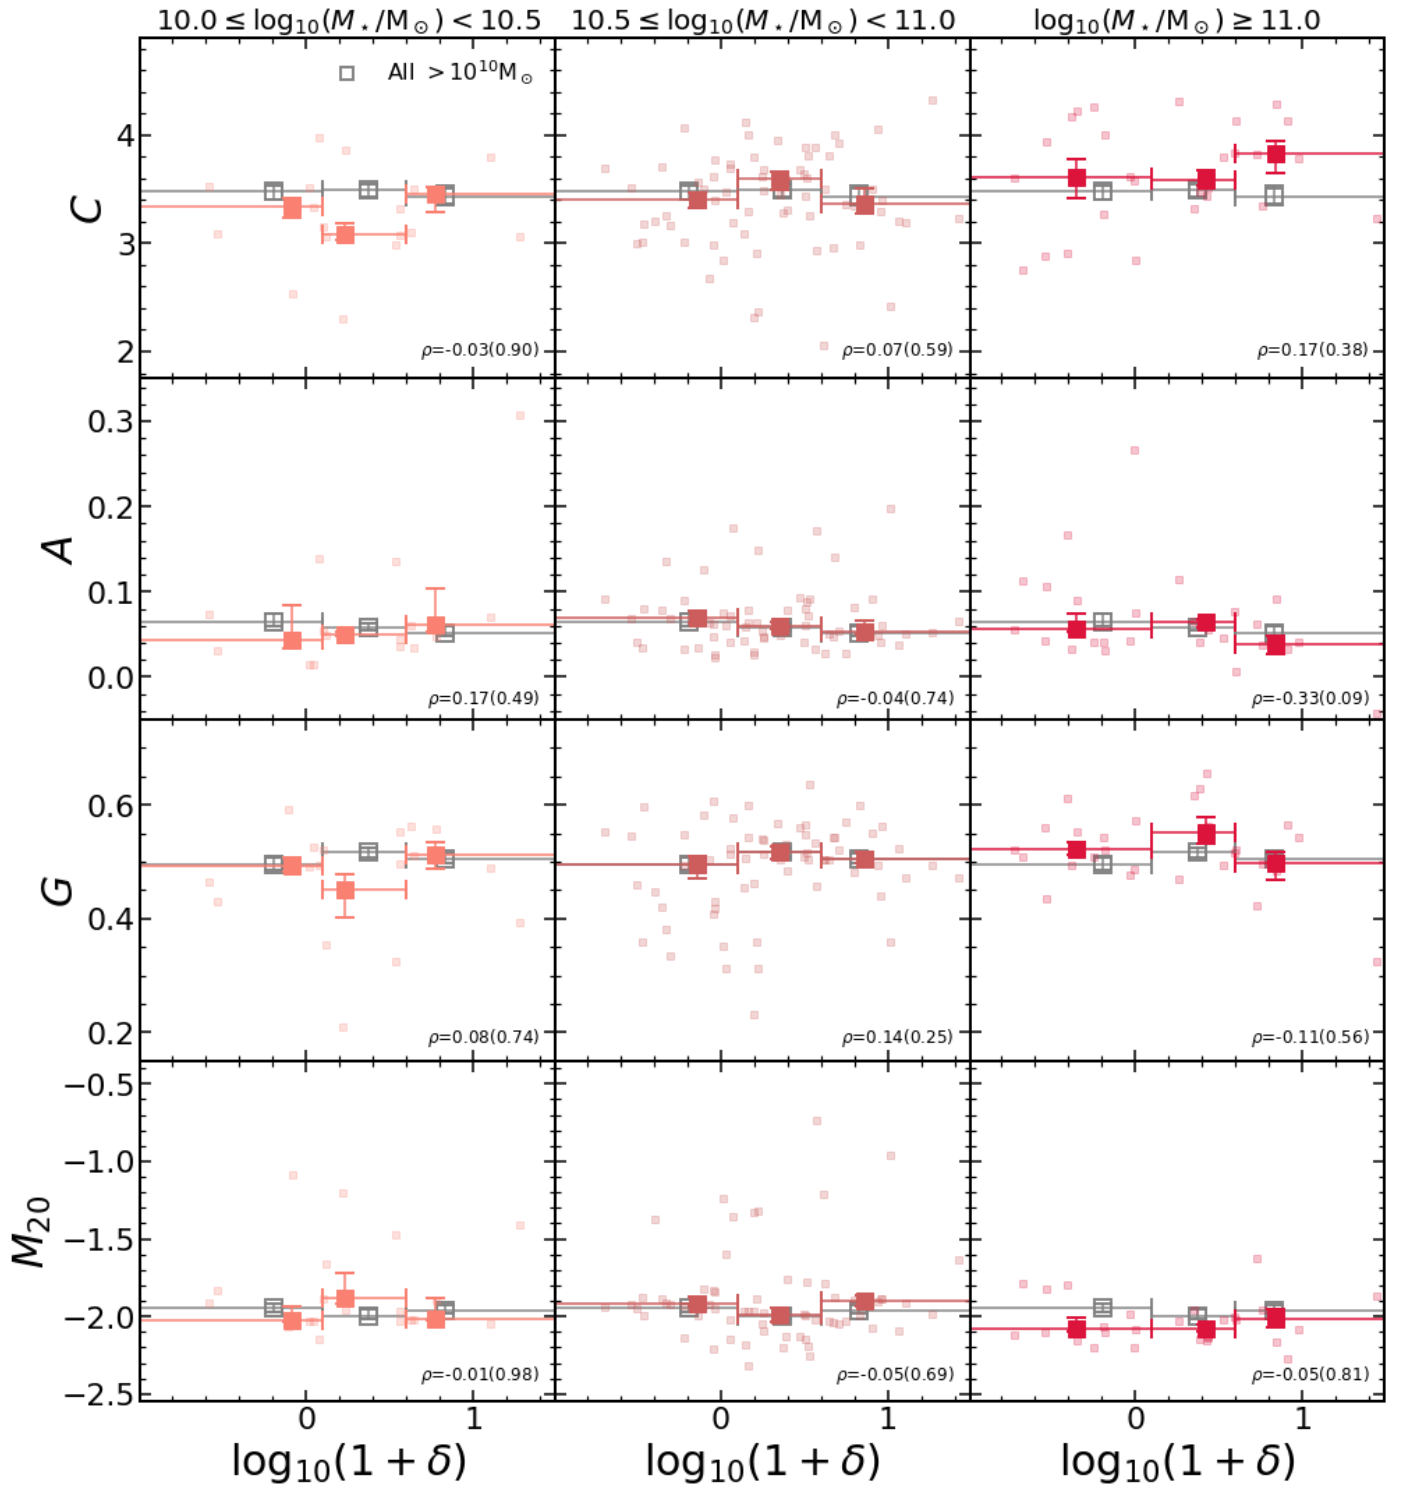 10.0 ≤ log₁₀(M⋆/M⊙) < 10.5 10.5 ≤ log₁₀(M⋆/M⊙) < 11.0 log₁₀(M⋆/M⊙) ≥ 11.0
All > 10¹⁰M⊙
4
C
3
2
ρ=-0.03(0.90) ρ=0.07(0.59) ρ=0.17(0.38)
0.3
0.2
A
0.1
0.0
ρ=0.17(0.49) ρ=-0.04(0.74) ρ=-0.33(0.09)
0.6
G
0.4
0.2
ρ=0.08(0.74) ρ=0.14(0.25) ρ=-0.11(0.56)
−0.5
−1.0
M₂₀
−1.5
−2.0
−2.5
ρ=-0.01(0.98) ρ=-0.05(0.69) ρ=-0.05(0.81)
0 1 0 1 0 1
log₁₀(1 + δ) log₁₀(1 + δ) log₁₀(1 + δ)